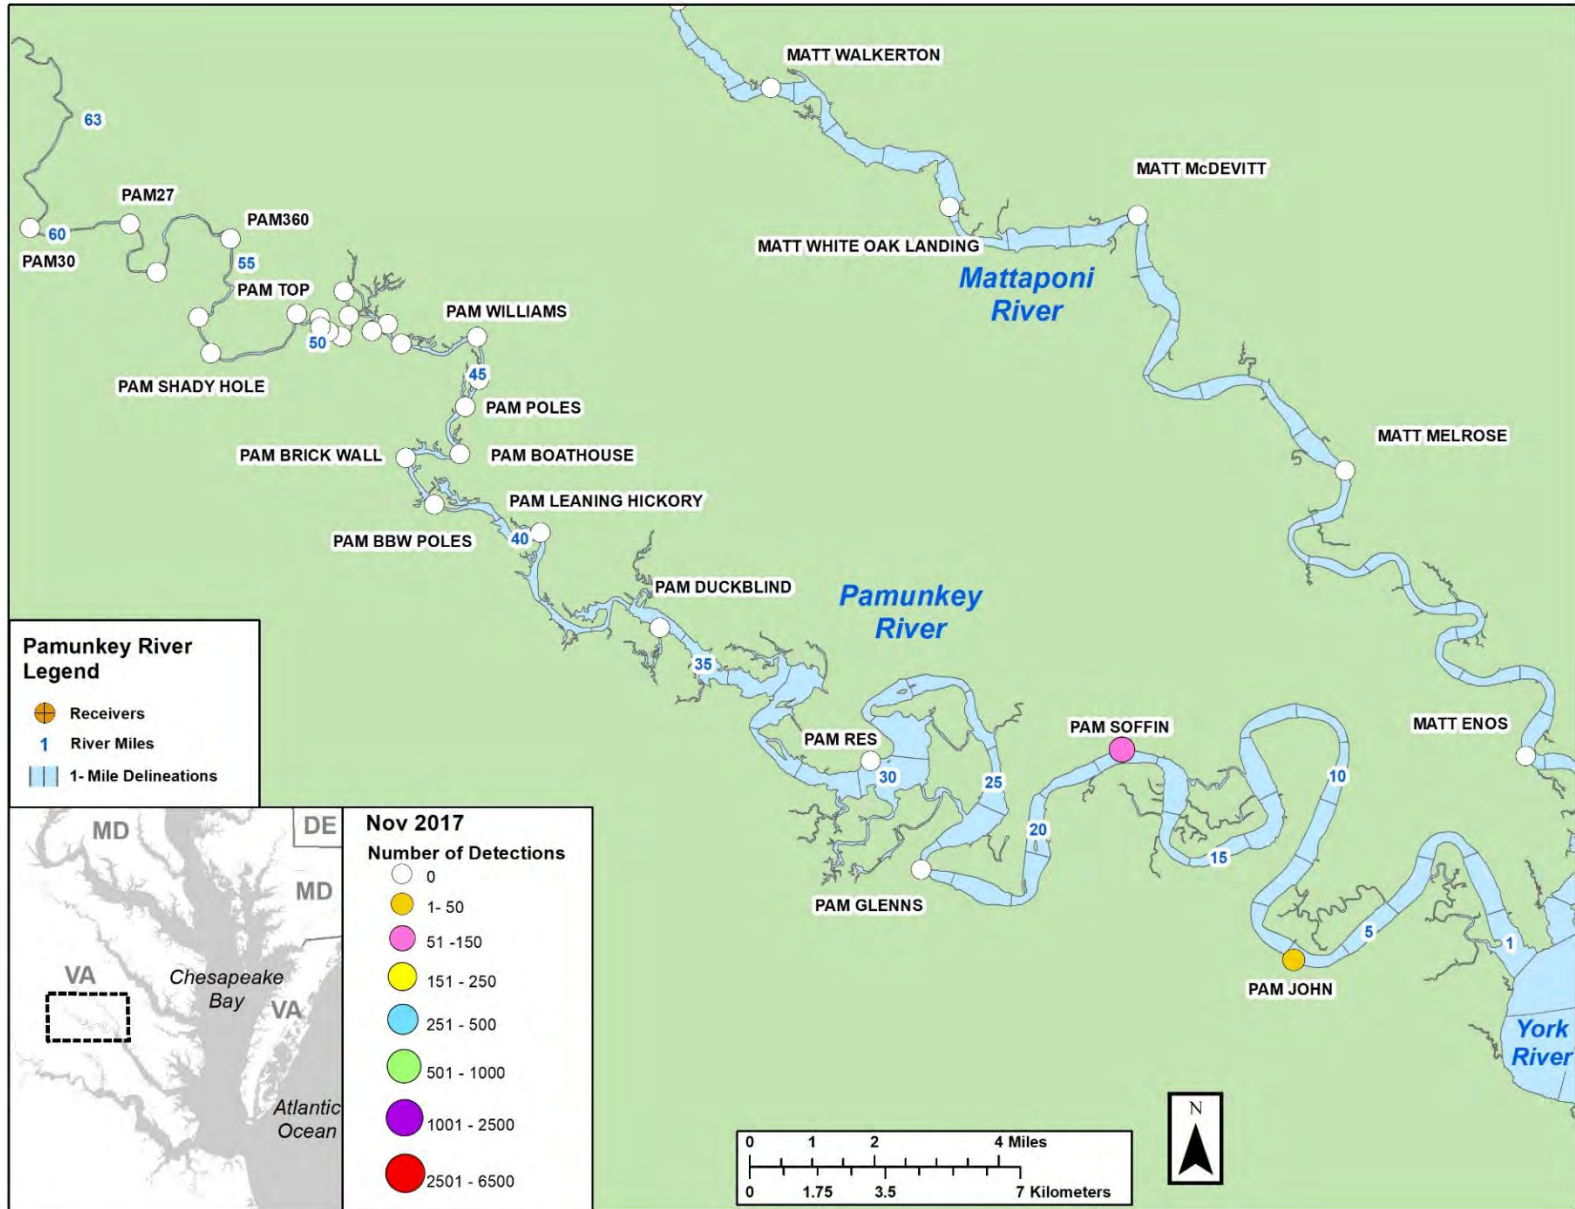 MATT WALKERTON
63
MATT McDEVITT
PAM27
PAM360
60
PAM30
55
MATT WHITE OAK LANDING
Mattaponi
River
PAM TOP
PAM WILLIAMS
50
45
PAM SHADY HOLE
PAM POLES
MATT MELROSE
PAM BRICK WALL
PAM BOATHOUSE
PAM LEANING HICKORY
PAM BBW POLES
40
PAM DUCKBLIND
Pamunkey
River
35
PAM SOFFIN
MATT ENOS
PAM RES
30
25
10
20
15
PAM GLENNS
5
1
PAM JOHN
York
River
Pamunkey River
Legend
Receivers
1 River Miles
1- Mile Delineations
MD
DE
MD
VA
Chesapeake
Bay
VA
Atlantic
Ocean
Nov 2017
Number of Detections
0
1- 50
51 -150
151 - 250
251 - 500
501 - 1000
1001 - 2500
2501 - 6500
N
0 1 2 4 Miles
0 1.75 3.5 7 Kilometers